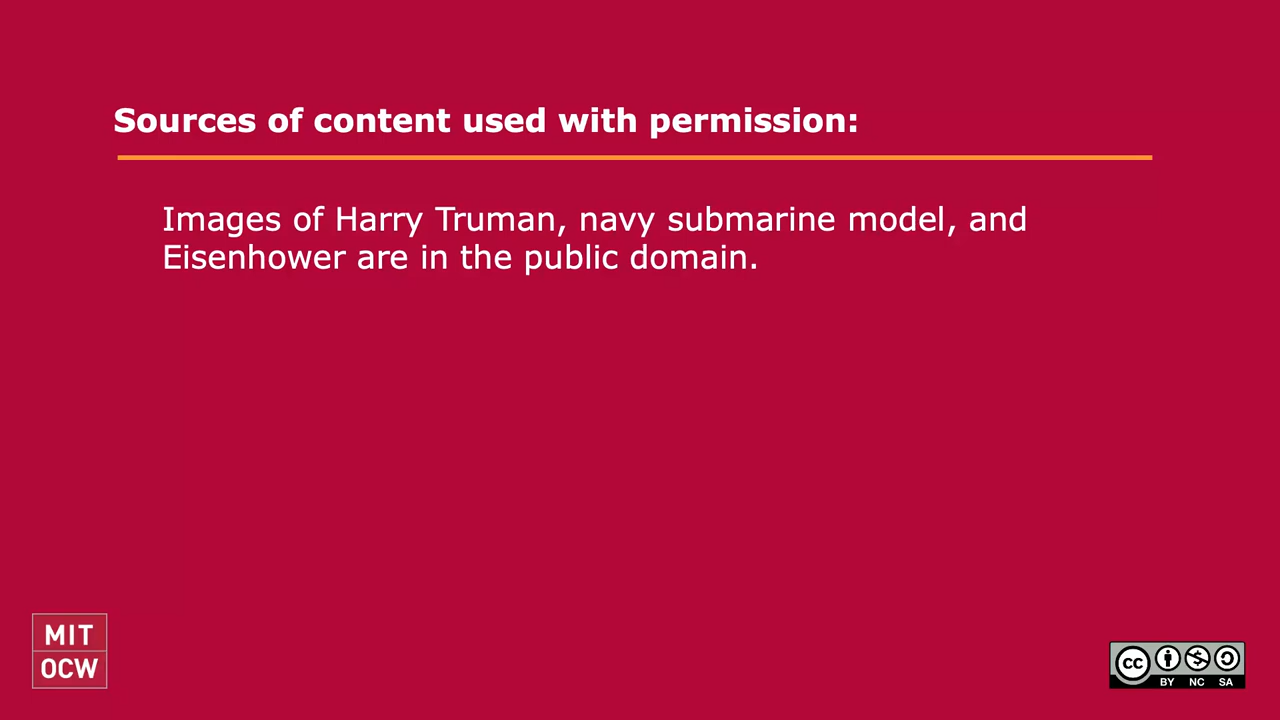 Sources of content used with permission:
Images of Harry Truman, navy submarine model, and
Eisenhower are in the public domain.
MIT
OCW
cc
BY NC SA